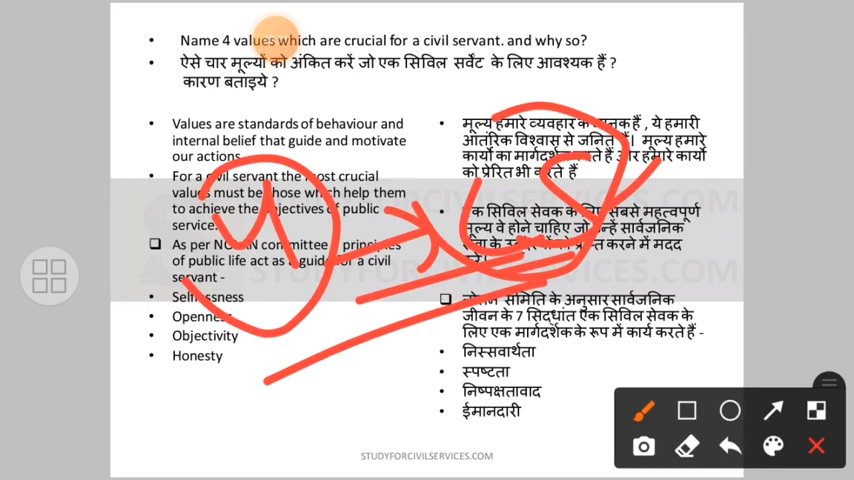 Name 4 values which are crucial for a civil servant. and why so?
ऐसे चार मूल्यों को अंकित करें जो एक सिविल सर्वेंट के लिए आवश्यक हैं ?
कारण बताइये ?
Values are standards of behaviour and
internal belief that guide and motivate
our actions
For a civil servant the most crucial
values must be those which help them
to achieve the objectives of public
service.
As per committee principles
of public life act as a guide for a civil
servant -
Selflessness
Openness
Objectivity
Honesty
मूल्य हमारे व्यवहार के मानक हैं , ये हमारी
आंतरिक विश्वास से जनित हैं। मूल्य हमारे
कार्यो का मार्गदर्शन करते हैं और हमारे कार्यो
को प्रेरित भी करते हैं
एक सिविल सेवक के लिए सबसे महत्वपूर्ण
मूल्य वे होने चाहिए जो उन्हें सार्वजनिक
सेवा के को प्राप्त करने में मदद
समिति के अनुसार सार्वजनिक
जीवन के 7 सिद्धांत एक सिविल सेवक के
लिए एक मार्गदर्शक के रूप में कार्य करते हैं -
निस्सवार्थता
स्पष्टता
निष्पक्षतावाद
ईमानदारी
STUDYFORCIVILSERVICES.COM